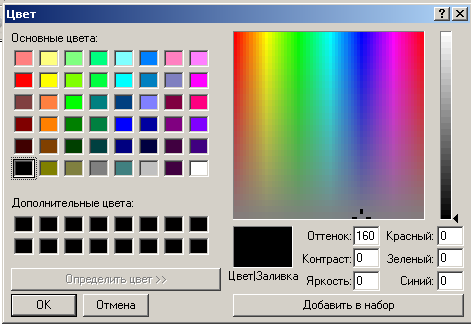 Цвет
Основные цвета:
Дополнительные цвета:
Определить цвет >>
OK
Отмена
Цвет|Заливка
Оттенок: 160
Контраст: 0
Яркость: 0
Красный: 0
Зеленый: 0
Синий: 0
Добавить в набор